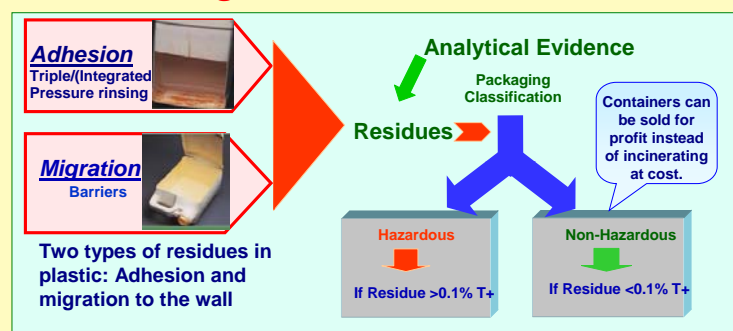 Adhesion
Triple/(Integrated
Pressure rinsing
Migration
Barriers
Two types of residues in
plastic: Adhesion and
migration to the wall
Analytical Evidence
Packaging
Classification
Residues
Containers can
be sold for
profit instead
of incinerating
at cost.
Hazardous
If Residue >0.1% T+
Non-Hazardous
If Residue <0.1% T+